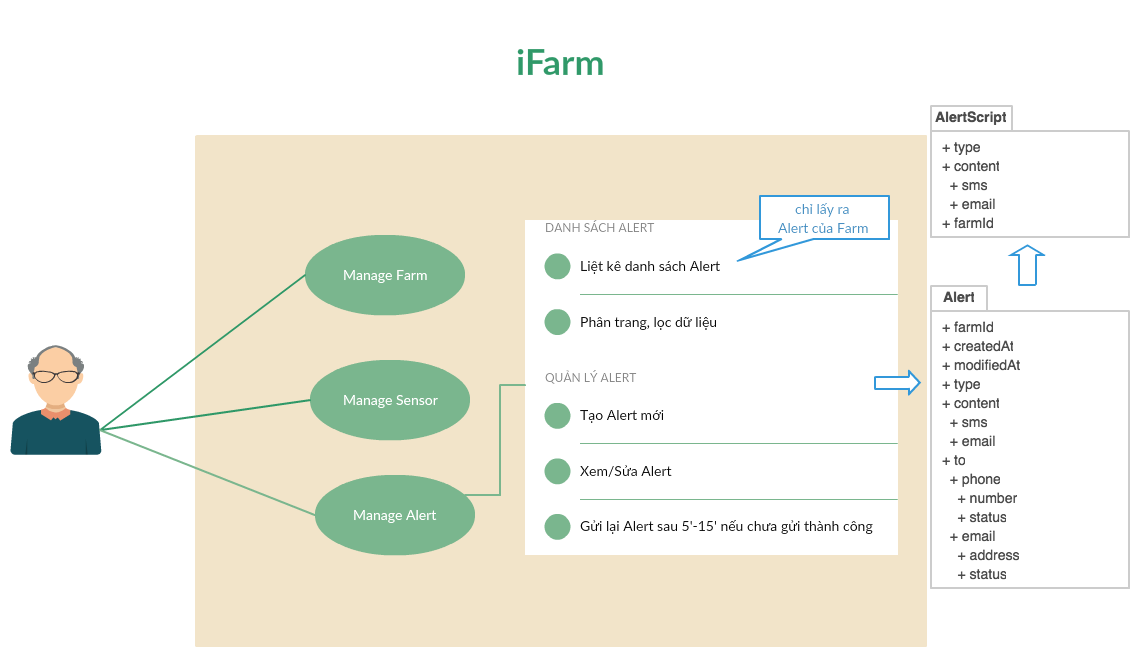 iFarm
Manage Farm
Manage Sensor
Manage Alert
DANH SÁCH ALERT
chỉ lấy ra
Alert của Farm
Liệt kê danh sách Alert
Phân trang, lọc dữ liệu
QUẢN LÝ ALERT
Tạo Alert mới
Xem/Sửa Alert
Gửi lại Alert sau 5'-15' nếu chưa gửi thành công
AlertScript
+ type
+ content
+ sms
+ email
+ farmId
Alert
+ farmId
+ createdAt
+ modifiedAt
+ type
+ content
+ sms
+ email
+ to
+ phone
+ number
+ status
+ email
+ address
+ status